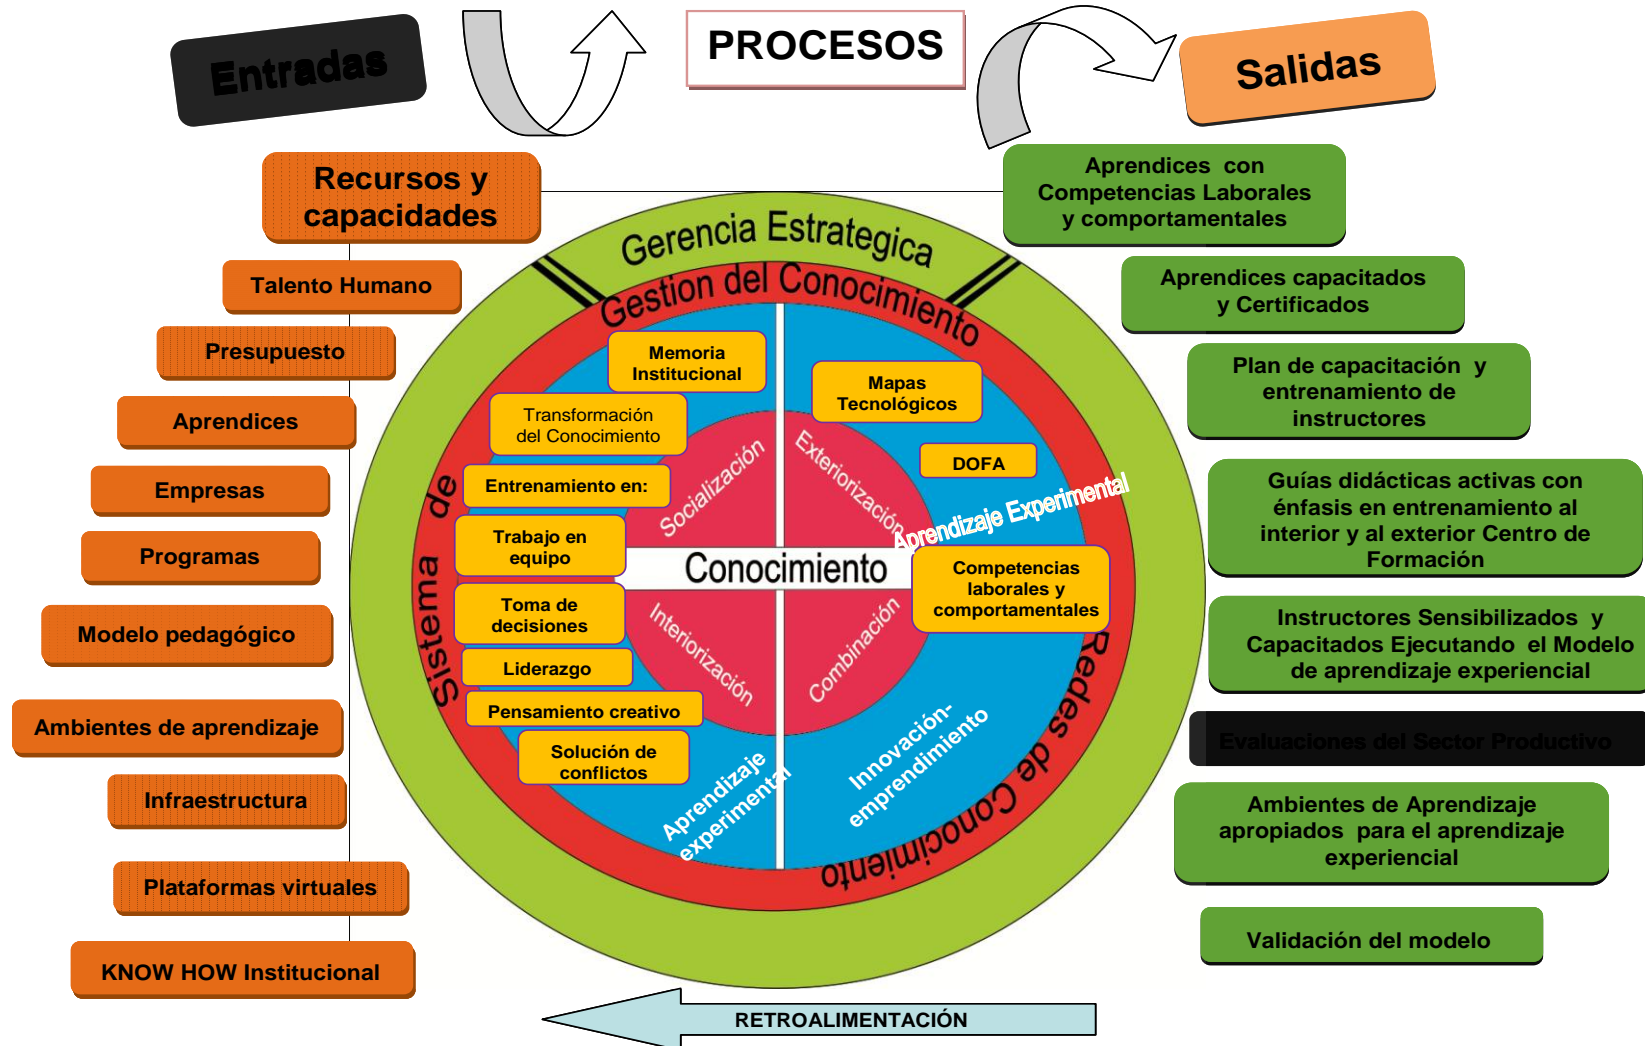 Entradas
PROCESOS
Salidas
Recursos y
capacidades
Talento Humano
Presupuesto
Aprendices
Empresas
Programas
Modelo pedagógico
Ambientes de aprendizaje
Infraestructura
Plataformas virtuales
KNOW HOW Institucional
Gerencia Estrategica
Sistema de Gestion del Conocimiento
Redes de Conocimiento
Memoria
Institucional
Transformación
del Conocimiento
Entrenamiento en:
Trabajo en
equipo
Toma de
decisiones
Liderazgo
Pensamiento creativo
Solución de
conflictos
Mapas
Tecnológicos
DOFA
Aprendizaje Experimental
Competencias
laborales y
comportamentales
Socialización
Exteriorización
Conocimiento
Interiorización
Combinación
Aprendizaje
experimental
Innovación-
emprendimiento
Aprendices con
Competencias Laborales
y comportamentales
Aprendices capacitados
y Certificados
Plan de capacitación y
entrenamiento de
instructores
Guías didácticas activas con
énfasis en entrenamiento al
interior y al exterior Centro de
Formación
Instructores Sensibilizados y
Capacitados Ejecutando el Modelo
de aprendizaje experiencial
Evaluaciones del Sector Productivo
Ambientes de Aprendizaje
apropiados para el aprendizaje
experiencial
Validación del modelo
RETROALIMENTACIÓN